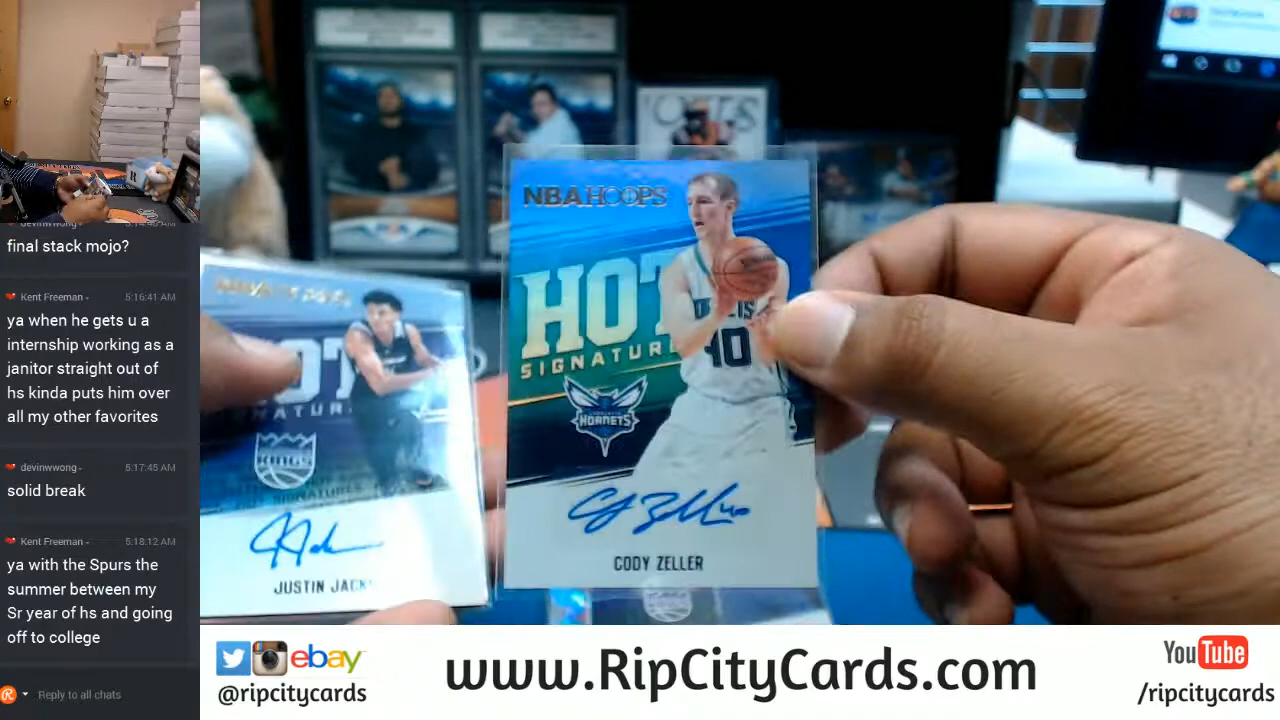 final stack mojo?
Kent Freeman - 5:16:41 AM
ya when he gets u a
internship working as a
janitor straight out of
hs kinda puts him over
all my other favorites
devinwwong - 5:17:45 AM
solid break
Kent Freeman - 5:18:12 AM
ya with the Spurs the
summer between my
Sr year of hs and going
off to college
Reply to all chats
KINGS
JUSTIN JACK
NBA HOOPS
HOT
SIGNATUR
HORNETS
40
CODY ZELLER
ebay
@ripcitycards
www.RipCityCards.com
YouTube
/ripcitycards